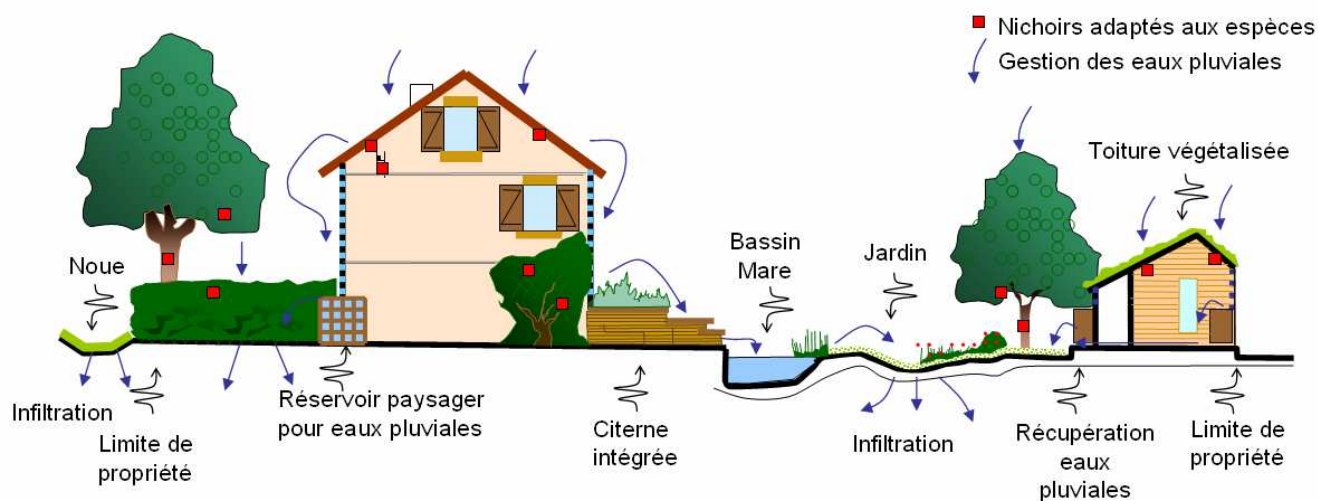 Nichoirs adaptés aux espèces
Gestion des eaux pluviales
Toiture végétalisée
Noue
Bassin
Mare
Jardin
Infiltration
Limite de
propriété
Réservoir paysager
pour eaux pluviales
Citerne
intégrée
Infiltration
Récupération
eaux
pluviales
Limite de
propriété